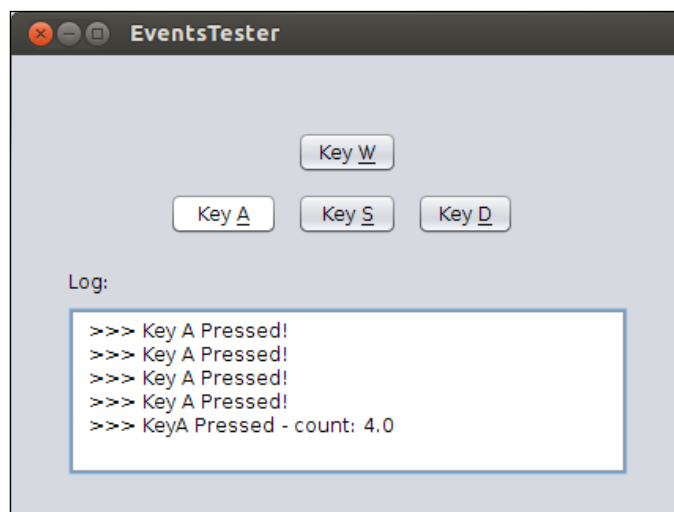 EventsTester
Key W
Key A
Key S
Key D
Log:
>>> Key A Pressed!
>>> Key A Pressed!
>>> Key A Pressed!
>>> Key A Pressed!
>>> KeyA Pressed - count: 4.0